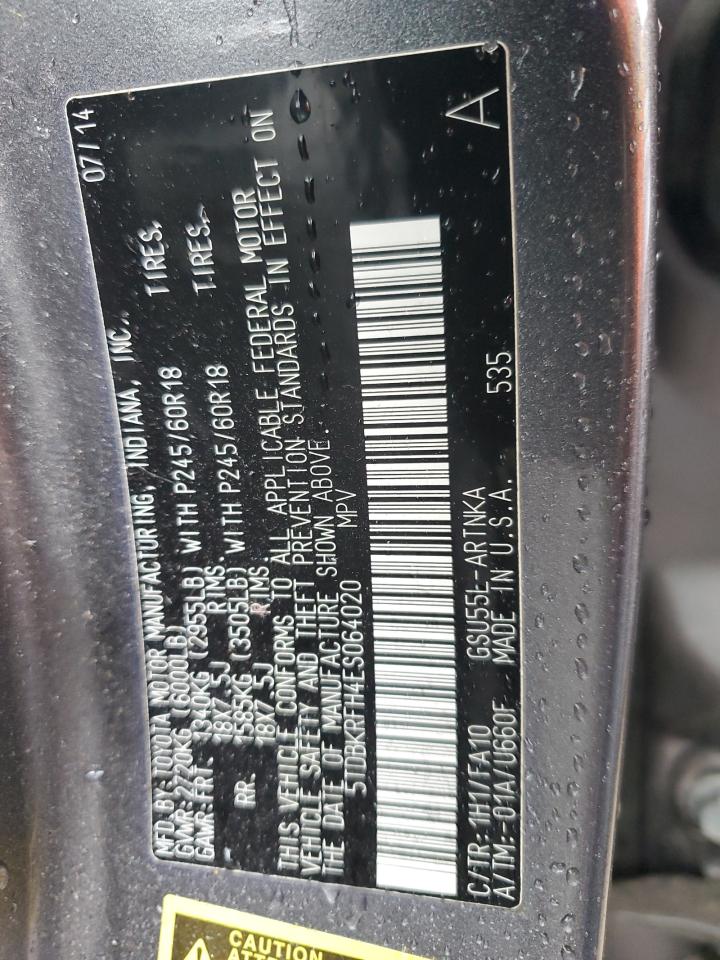 MFD.BY:TOYOTA MOTOR MANUFACTURING, INDIANA, INC. 07/14
GVWR:2720KG (6000LB)
GAWR:FRT 1340KG (2955LB) WITH P245/60R18 TIRES,
18X7.5J RIMS.
RR. 1585KG (3505LB) WITH P245/60R18 TIRES,
18X7.5J RIMS.
THIS VEHICLE CONFORMS TO ALL APPLICABLE FEDERAL MOTOR
VEHICLE SAFETY AND THEFT PREVENTION STANDARDS IN EFFECT ON
THE DATE OF MANUFACTURE SHOWN ABOVE.
5TDBKRFH4ES064020 MPV
C/TR: 1H1/FA10 GSU55L-ARTNKA 535 A
A/TM:-01A/U660F MADE IN U.S.A.
CAUTION